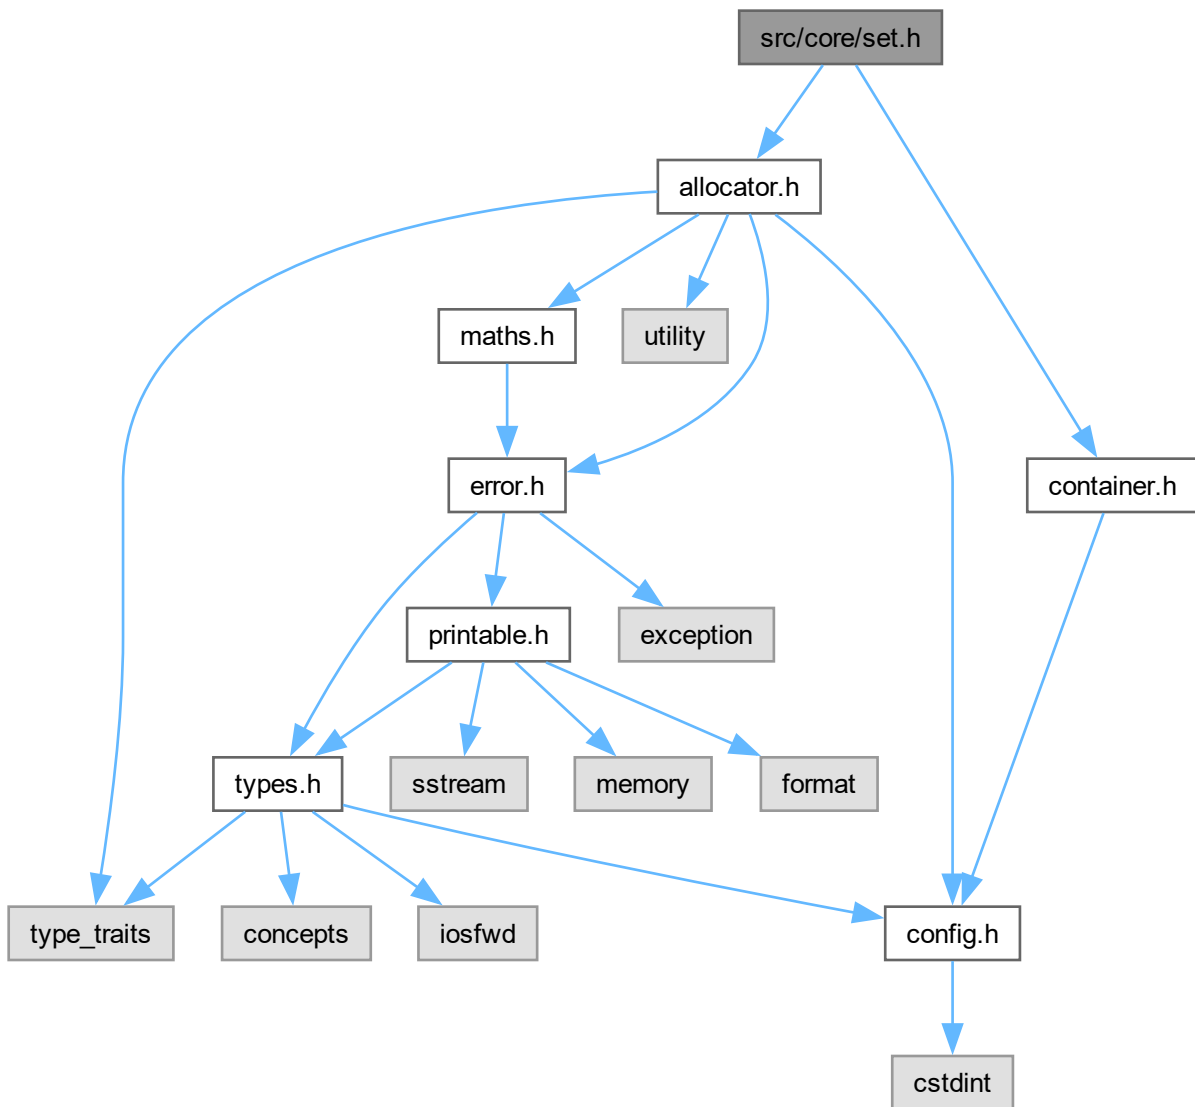 src/core/set.h
allocator.h
maths.h
utility
error.h
container.h
printable.h
exception
types.h
sstream
memory
format
type_traits
concepts
iosfwd
config.h
cstdint